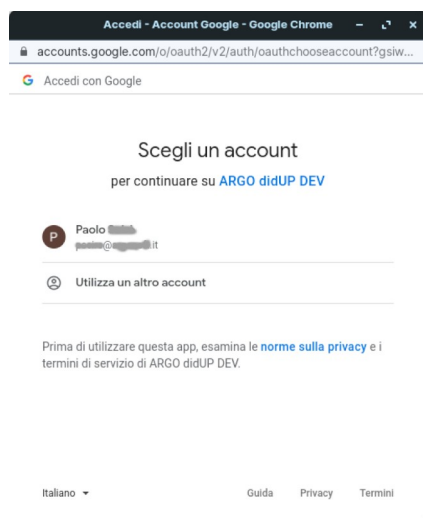 Accedi - Account Google - Google Chrome
accounts.google.com/o/oauth2/v2/auth/oauthchooseaccount?gsiw...
Accedi con Google
Scegli un account
per continuare su ARGO didUP DEV
P
Paolo
@ it
Utilizza un altro account
Prima di utilizzare questa app, esamina le norme sulla privacy e i
termini di servizio di ARGO didUP DEV.
Italiano
Guida Privacy Termini